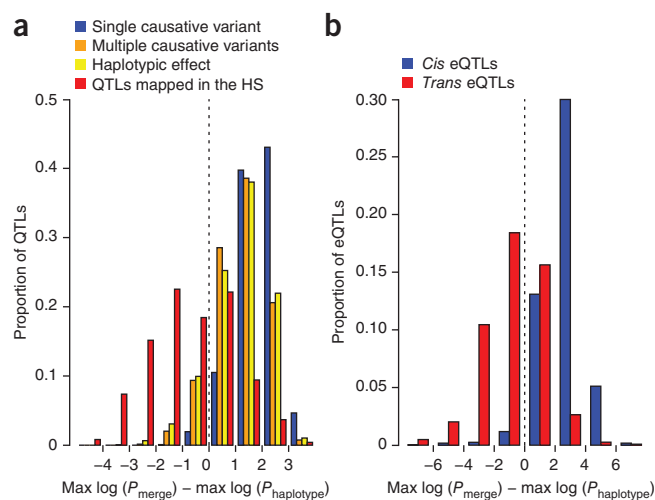 a
Single causative variant
Multiple causative variants
Haplotypic effect
QTLs mapped in the HS
0.5
0.4
0.3
0.2
0.1
0
Proportion of QTLs
−4 −3 −2 −1 0 1 2 3
Max log (Pmerge) − max log (Phaplotype)
b
Cis eQTLs
Trans eQTLs
0.30
0.25
0.20
0.15
0.10
0.05
0.00
Proportion of eQTLs
−6 −4 −2 0 2 4 6
Max log (Pmerge) − max log (Phaplotype)